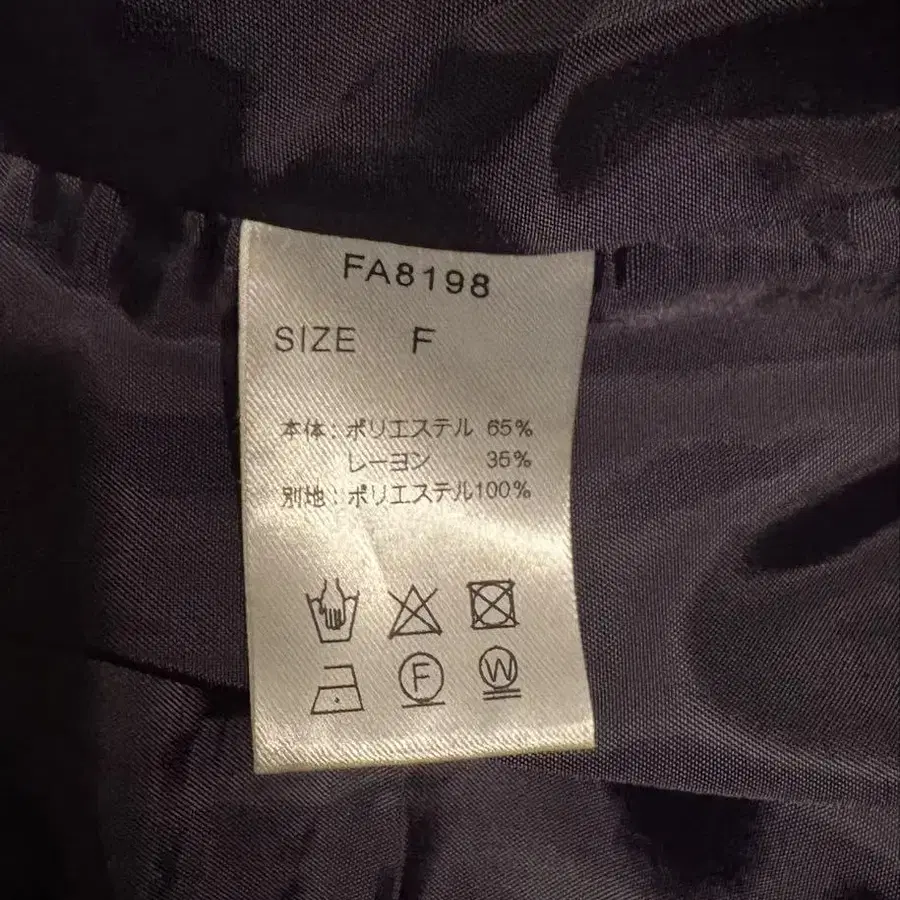 FA8198
SIZE F
本体：ポリエステル 65%
レーヨン 35%
別地：ポリエステル100%
F W